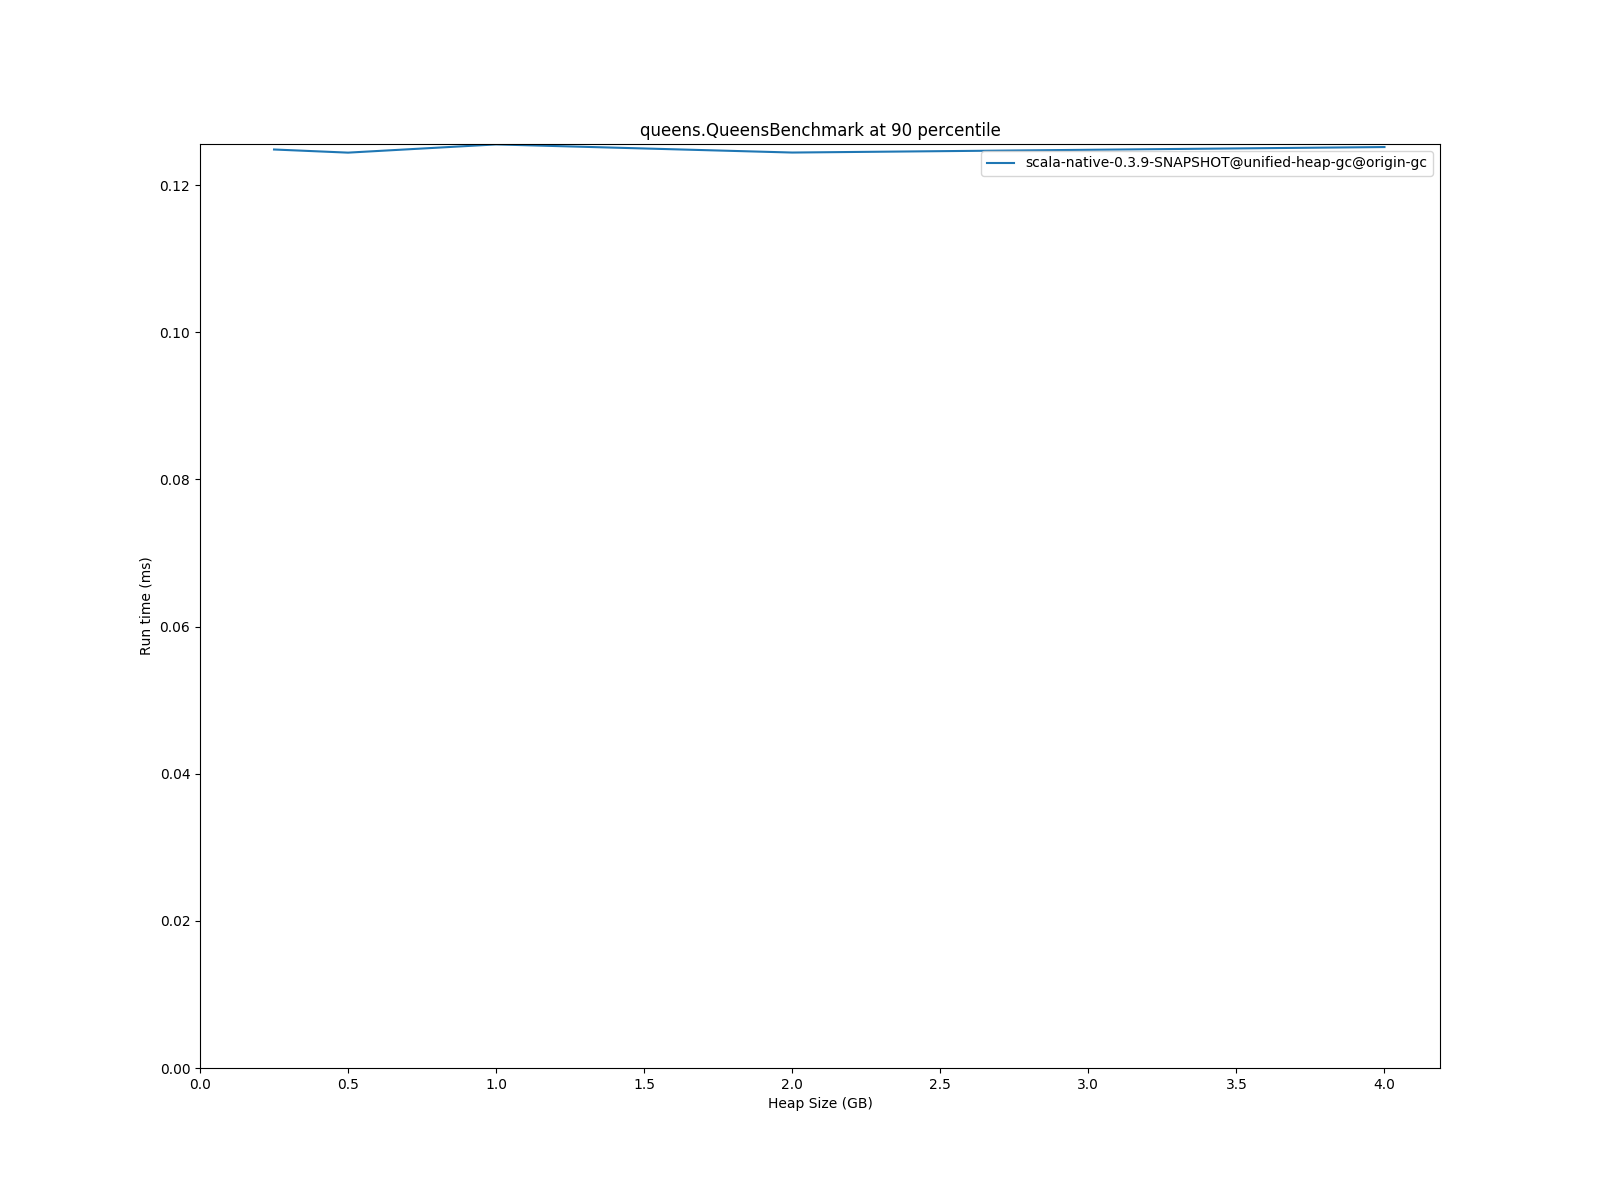 queens.QueensBenchmark at 90 percentile
scala-native-0.3.9-SNAPSHOT@unified-heap-gc@origin-gc
0.12
0.10
0.08
0.06
0.04
0.02
0.00
Run time (ms)
0.0 0.5 1.0 1.5 2.0 2.5 3.0 3.5 4.0
Heap Size (GB)